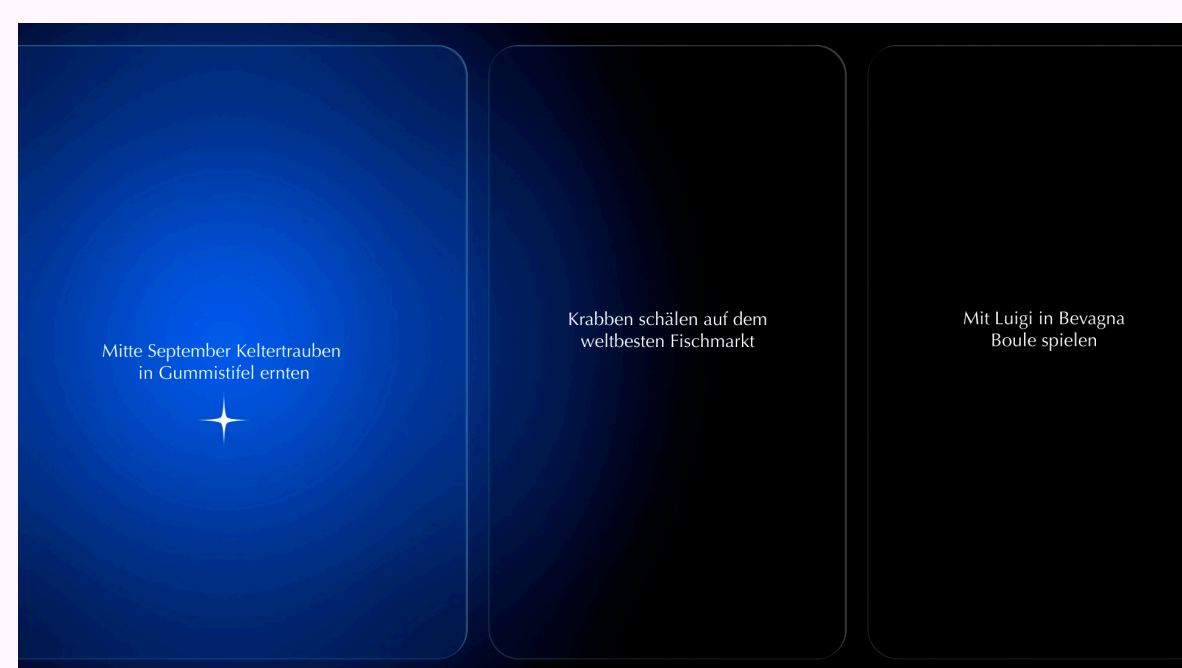 Mitte September Keltertrauben
in Gummistifel ernten
Krabben schälen auf dem
weltbesten Fischmarkt
Mit Luigi in Bevagna
Boule spielen